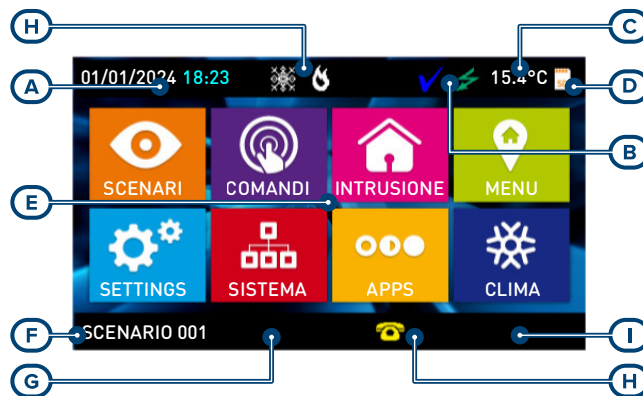 H
C
01/01/2024 18:23
15.4°C
A
D
B
SCENARI
COMANDI
INTRUSIONE
MENU
E
SETTINGS
SISTEMA
APPS
CLIMA
F
SCENARIO 001
I
G
H